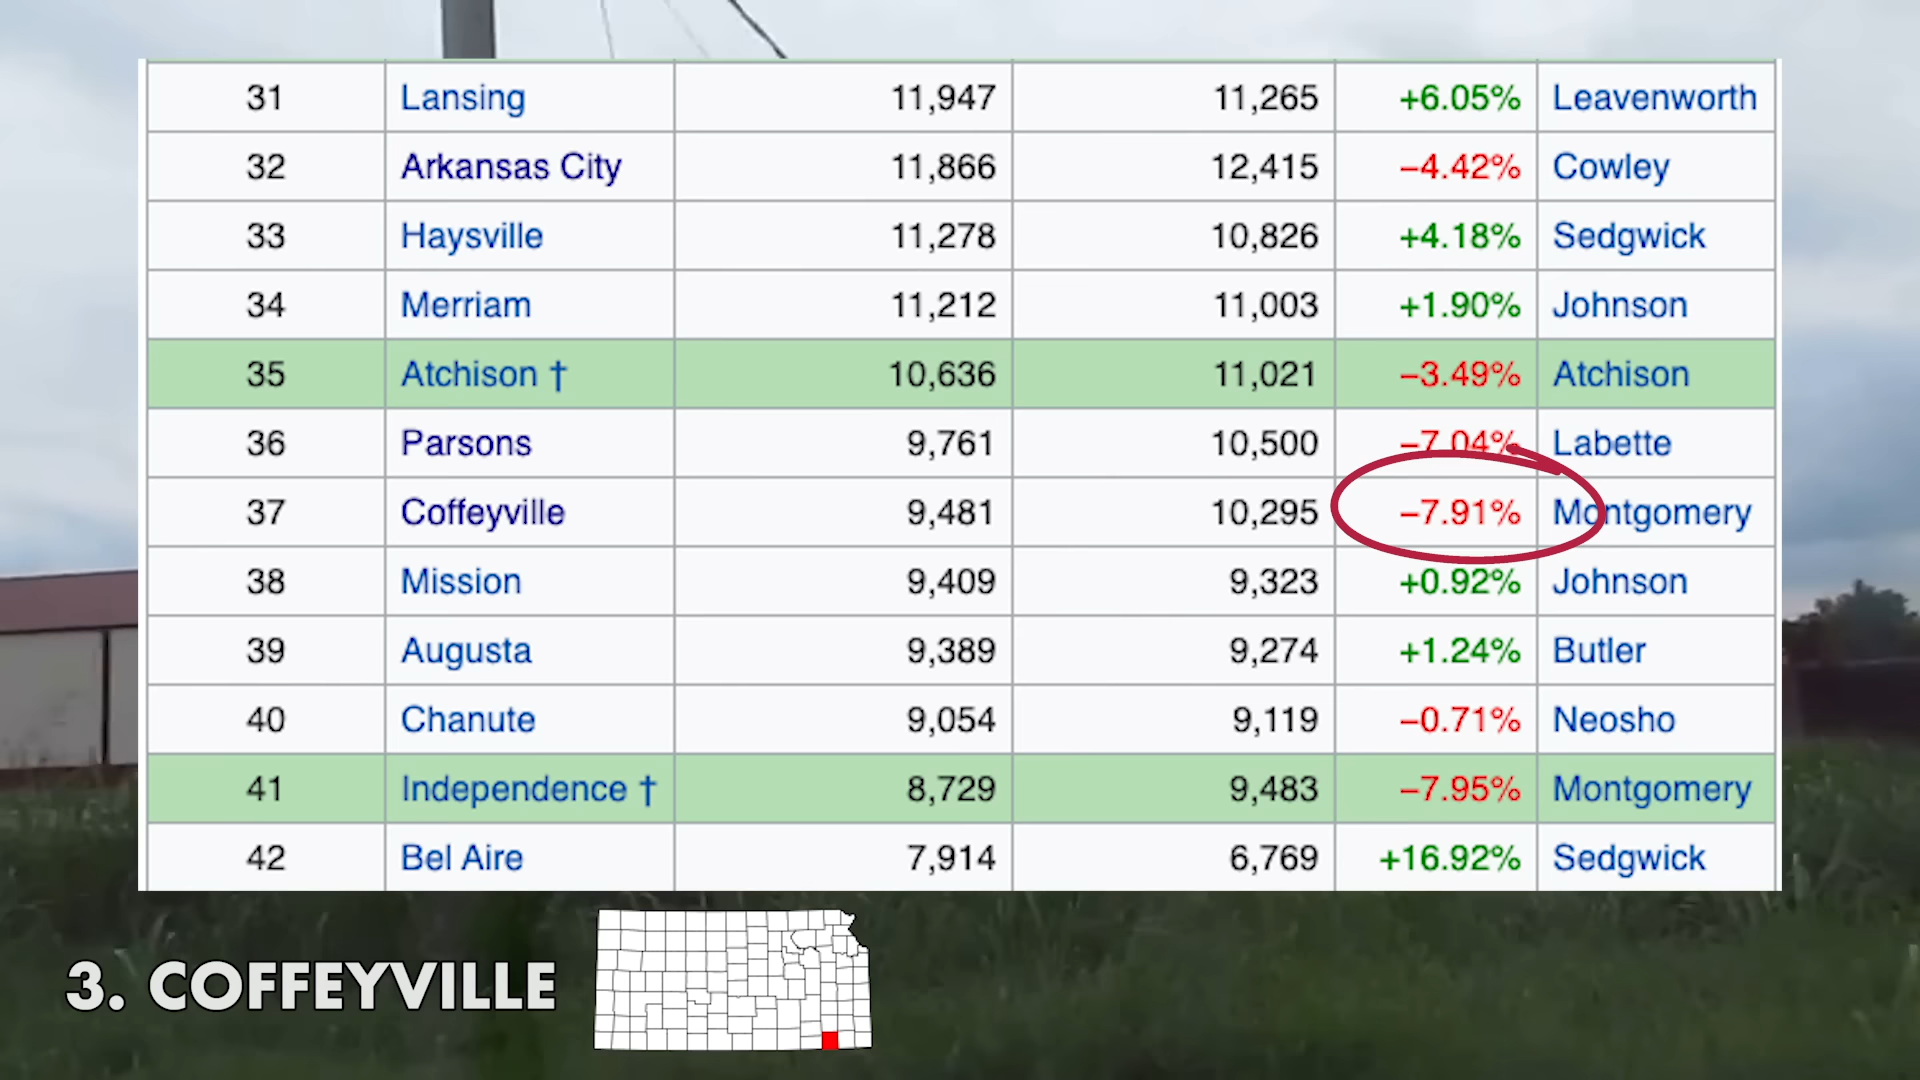 31 Lansing 11,947 11,265 +6.05% Leavenworth
32 Arkansas City 11,866 12,415 −4.42% Cowley
33 Haysville 11,278 10,826 +4.18% Sedgwick
34 Merriam 11,212 11,003 +1.90% Johnson
35 Atchison † 10,636 11,021 −3.49% Atchison
36 Parsons 9,761 10,500 −7.04% Labette
37 Coffeyville 9,481 10,295 −7.91% Montgomery
38 Mission 9,409 9,323 +0.92% Johnson
39 Augusta 9,389 9,274 +1.24% Butler
40 Chanute 9,054 9,119 −0.71% Neosho
41 Independence † 8,729 9,483 −7.95% Montgomery
42 Bel Aire 7,914 6,769 +16.92% Sedgwick
3. COFFEYVILLE